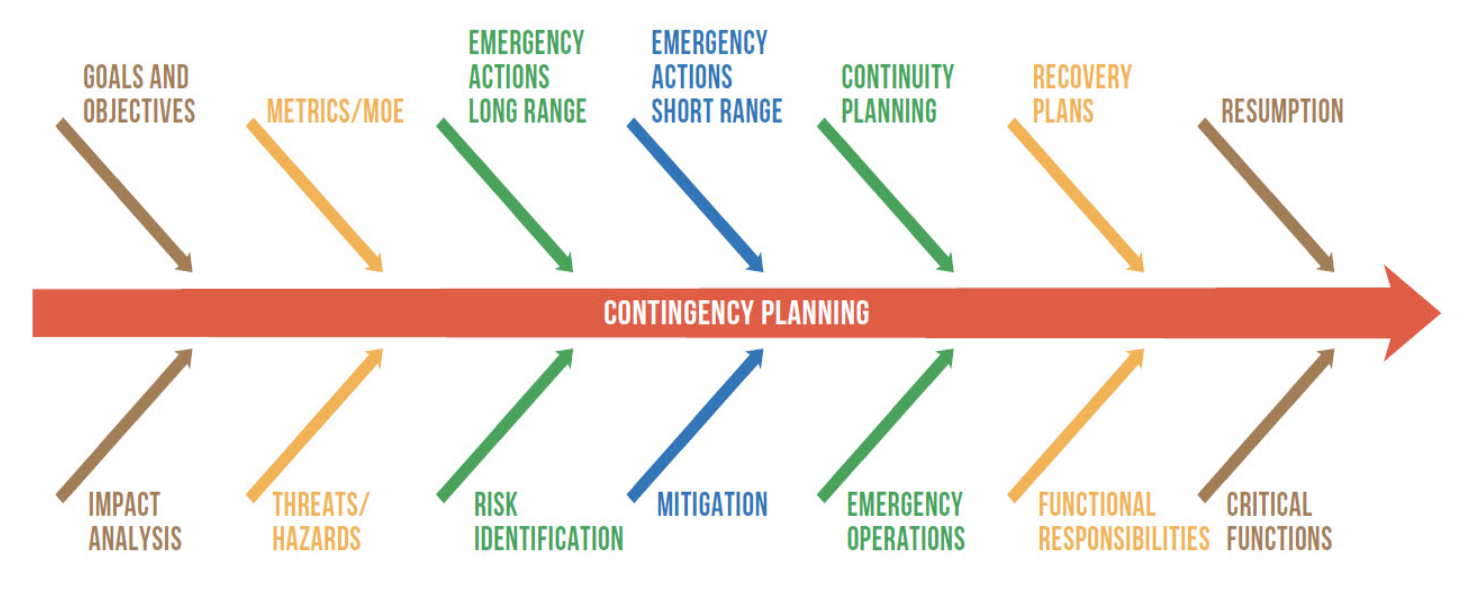 GOALS AND
OBJECTIVES
METRICS/MOE
EMERGENCY
ACTIONS
LONG RANGE
EMERGENCY
ACTIONS
SHORT RANGE
CONTINUITY
PLANNING
RECOVERY
PLANS
RESUMPTION
CONTINGENCY PLANNING
IMPACT
ANALYSIS
THREATS/
HAZARDS
RISK
IDENTIFICATION
MITIGATION
EMERGENCY
OPERATIONS
FUNCTIONAL
RESPONSIBILITIES
CRITICAL
FUNCTIONS